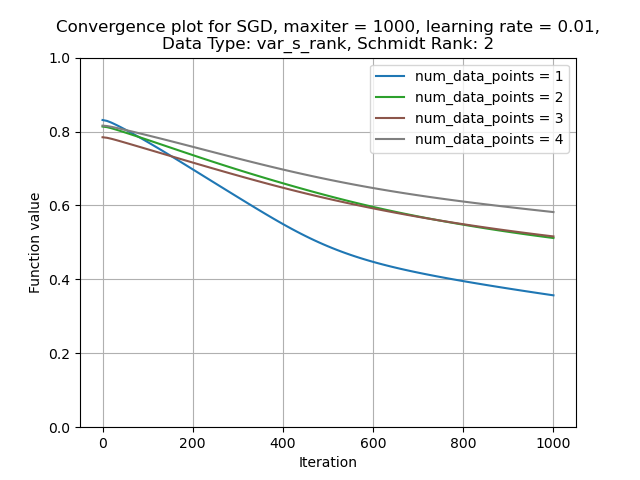 Convergence plot for SGD, maxiter = 1000, learning rate = 0.01,
Data Type: var_s_rank, Schmidt Rank: 2
num_data_points = 1
num_data_points = 2
num_data_points = 3
num_data_points = 4
Function value
1.0
0.8
0.6
0.4
0.2
0.0
0 200 400 600 800 1000
Iteration